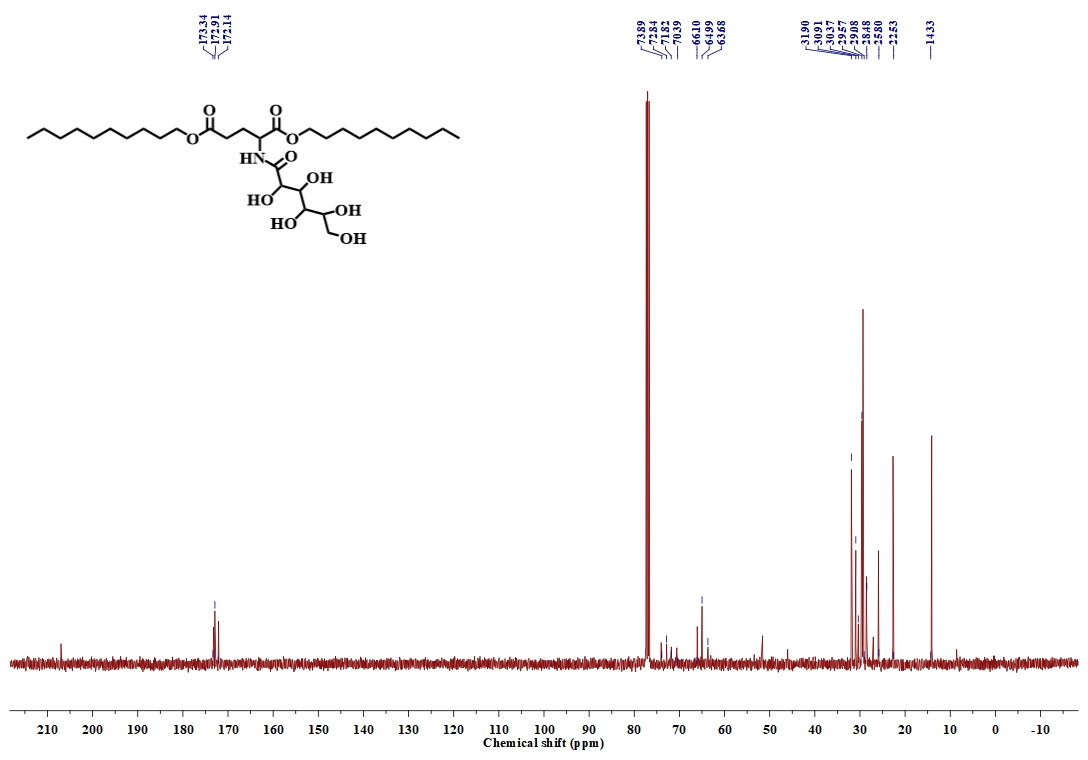 173.34
172.91
172.14
73.89
72.84
71.82
70.39
66.10
64.99
63.68
31.90
30.91
30.37
29.57
29.08
28.48
25.80
22.53
14.33
O
O
O
O
HN
O
OH
HO
OH
HO
OH
210 200 190 180 170 160 150 140 130 120 110 100 90 80 70 60 50 40 30 20 10 0 -10
Chemical shift (ppm)